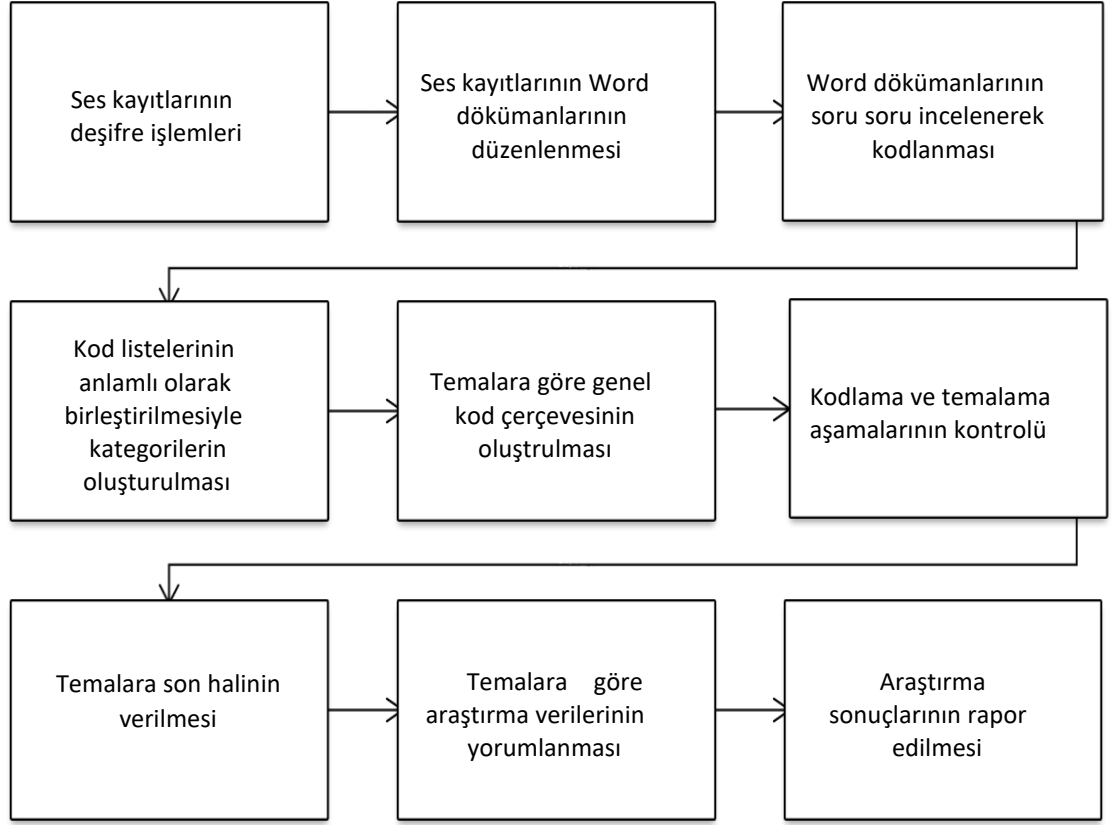 Ses kayıtlarının
deşifre işlemleri
Ses kayıtlarının Word
dökümanlarının
düzenlenmesi
Word dökümanlarının
soru soru incelenerek
kodlanması
Kod listelerinin
anlamlı olarak
birleştirilmesiyle
kategorilerin
oluşturulması
Temalara göre genel
kod çerçevesinin
oluştrulması
Kodlama ve temalama
aşamalarının kontrolü
Temalara son halinin
verilmesi
Temalara göre
araştırma verilerinin
yorumlanması
Araştırma
sonuçlarının rapor
edilmesi